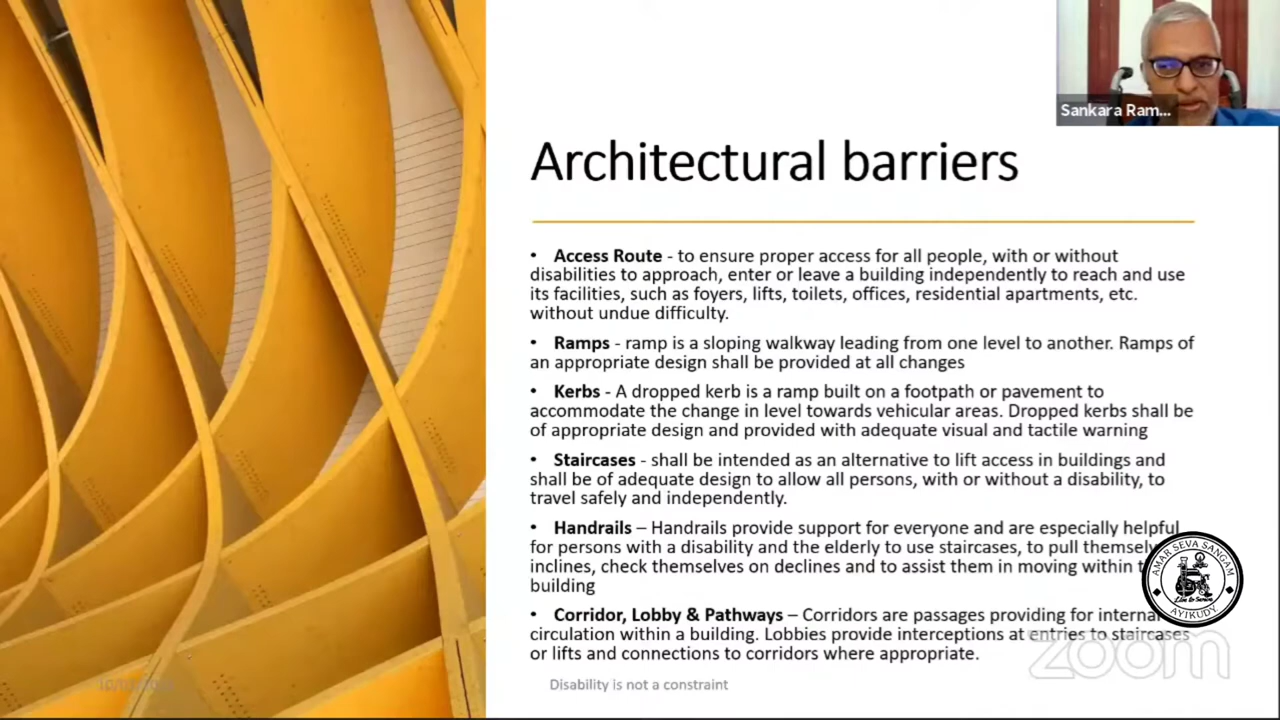 Sankara Ram...
Architectural barriers
• Access Route - to ensure proper access for all people, with or without
disabilities to approach, enter or leave a building independently to reach and use
its facilities, such as foyers, lifts, toilets, offices, residential apartments, etc.
without undue difficulty.
• Ramps - ramp is a sloping walkway leading from one level to another. Ramps of
an appropriate design shall be provided at all changes
• Kerbs - A dropped kerb is a ramp built on a footpath or pavement to
accommodate the change in level towards vehicular areas. Dropped kerbs shall be
of appropriate design and provided with adequate visual and tactile warning
• Staircases - shall be intended as an alternative to lift access in buildings and
shall be of adequate design to allow all persons, with or without a disability, to
travel safely and independently.
• Handrails – Handrails provide support for everyone and are especially helpful
for persons with a disability and the elderly to use staircases, to pull
inclines, check themselves on declines and to assist them in moving within
building
• Corridor, Lobby & Pathways – Corridors are passages providing for internal
circulation within a building. Lobbies provide interceptions at entries to staircases
or lifts and connections to corridors where appropriate.
AMAR SEVA SANGAM
Live to Serve
AYIKUDY
zoom
Disability is not a constraint